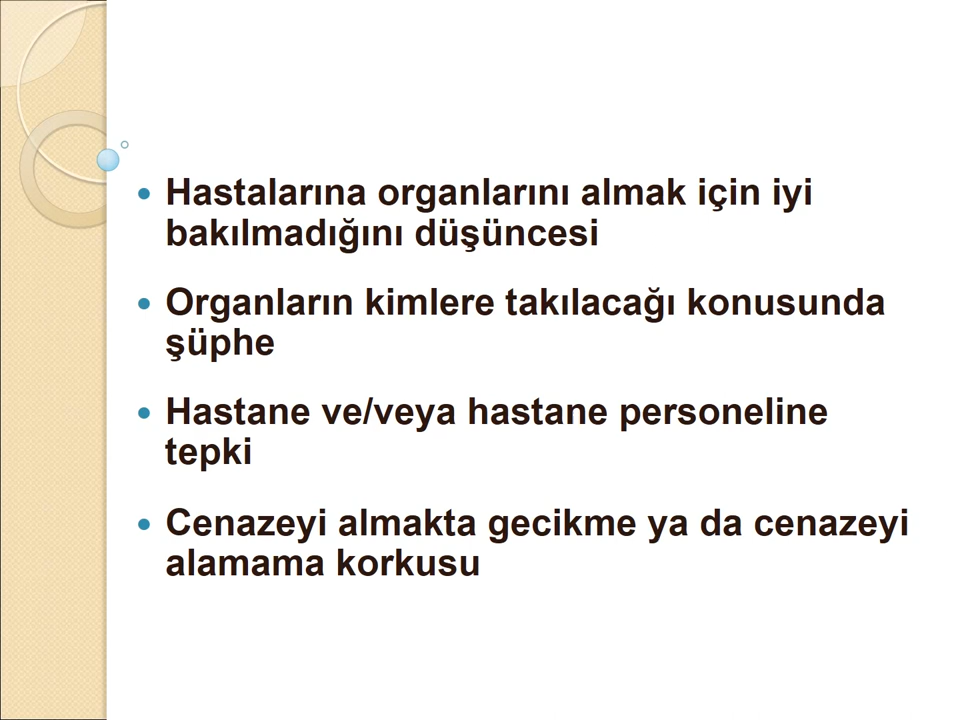 • Hastalarına organlarını almak için iyi
bakılmadığını düşüncesi
• Organların kimlere takılacağı konusunda
şüphe
• Hastane ve/veya hastane personeline
tepki
• Cenazeyi almakta gecikme ya da cenazeyi
alamama korkusu